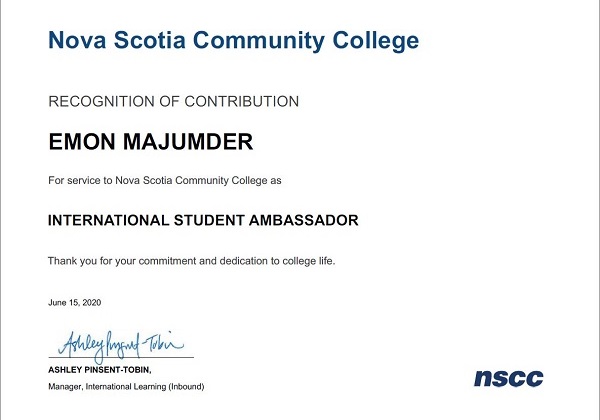 Nova Scotia Community College
RECOGNITION OF CONTRIBUTION
EMON MAJUMDER
For service to Nova Scotia Community College as
INTERNATIONAL STUDENT AMBASSADOR
Thank you for your commitment and dedication to college life.
June 15, 2020
Ashley Pinsent-Tobin
ASHLEY PINSENT-TOBIN,
Manager, International Learning (Inbound)
nscc